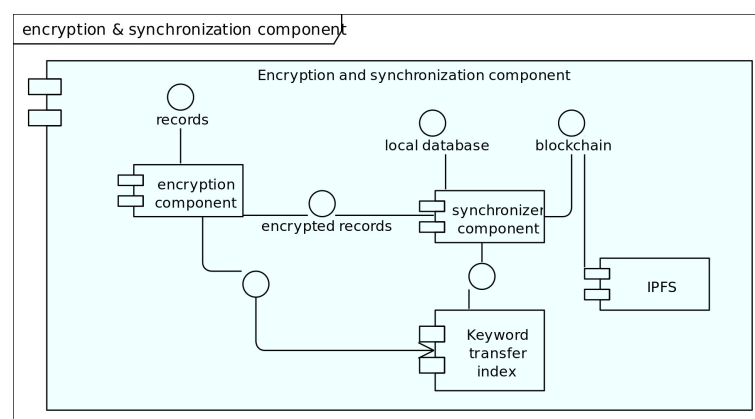 encryption & synchronization component
Encryption and synchronization component
records
local database
blockchain
encryption
component
encrypted records
synchronizer
component
IPFS
Keyword
transfer
index